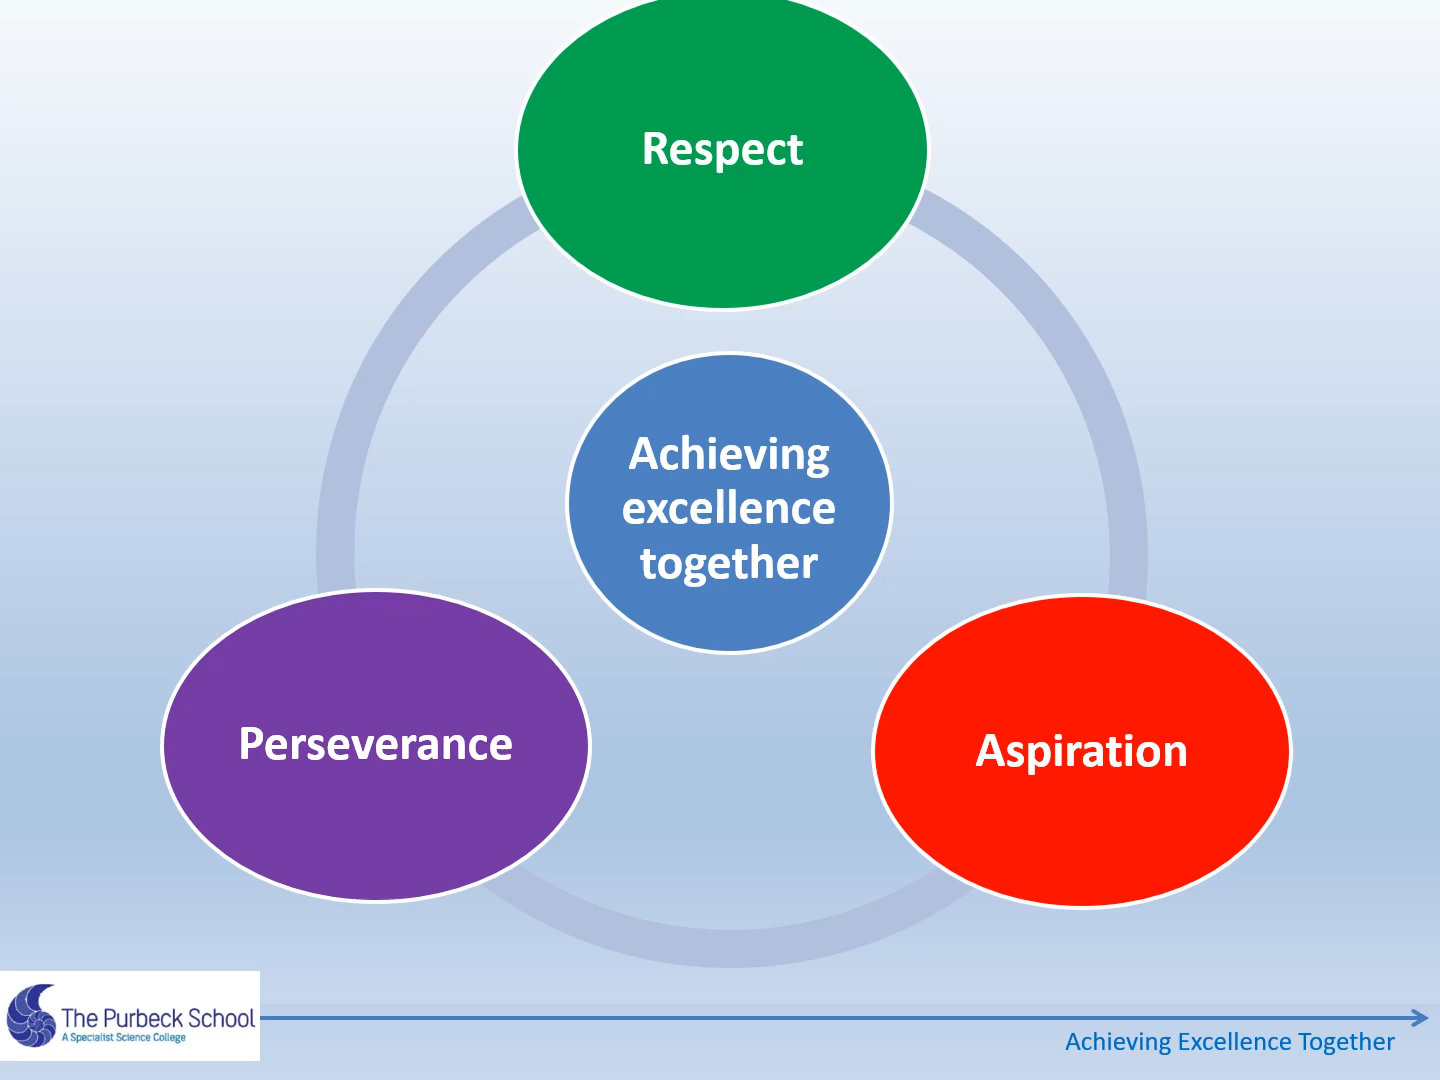 Respect
Achieving
excellence
together
Perseverance
Aspiration
The Purbeck School
A Specialist Science College
Achieving Excellence Together